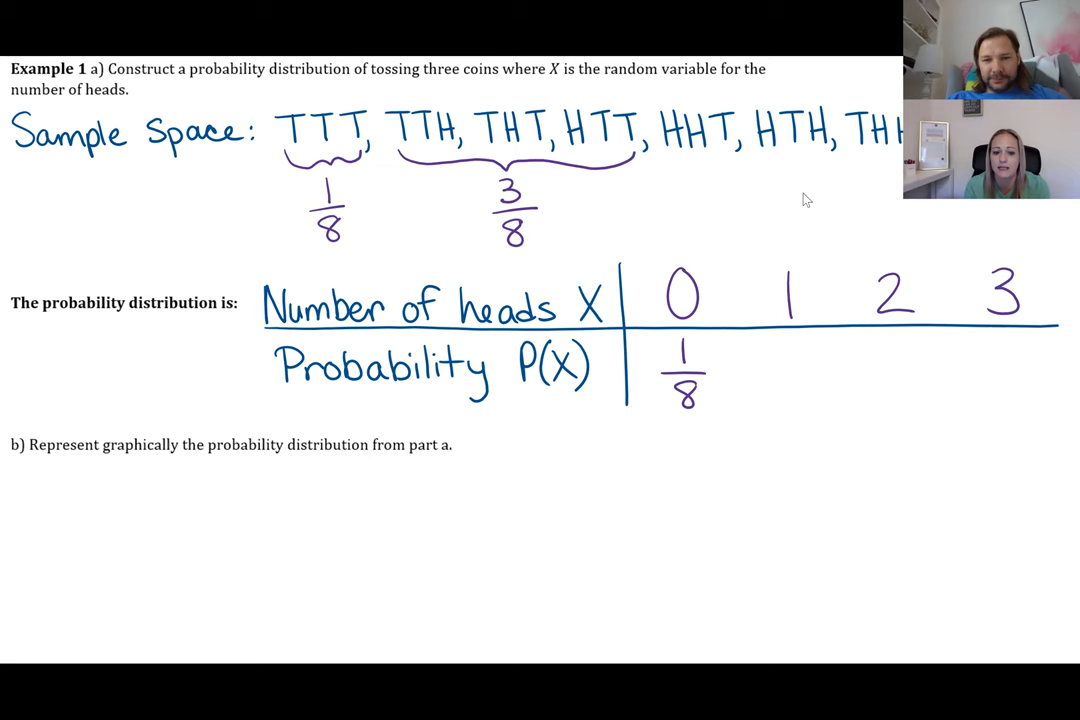 Example 1 a) Construct a probability distribution of tossing three coins where X is the random variable for the
number of heads.
Sample Space: TTT, TTH, THT, HTT, HHT, HTH, TH
1/8 3/8
The probability distribution is: Number of heads X 0 1 2 3
Probability P(X) 1/8
b) Represent graphically the probability distribution from part a.